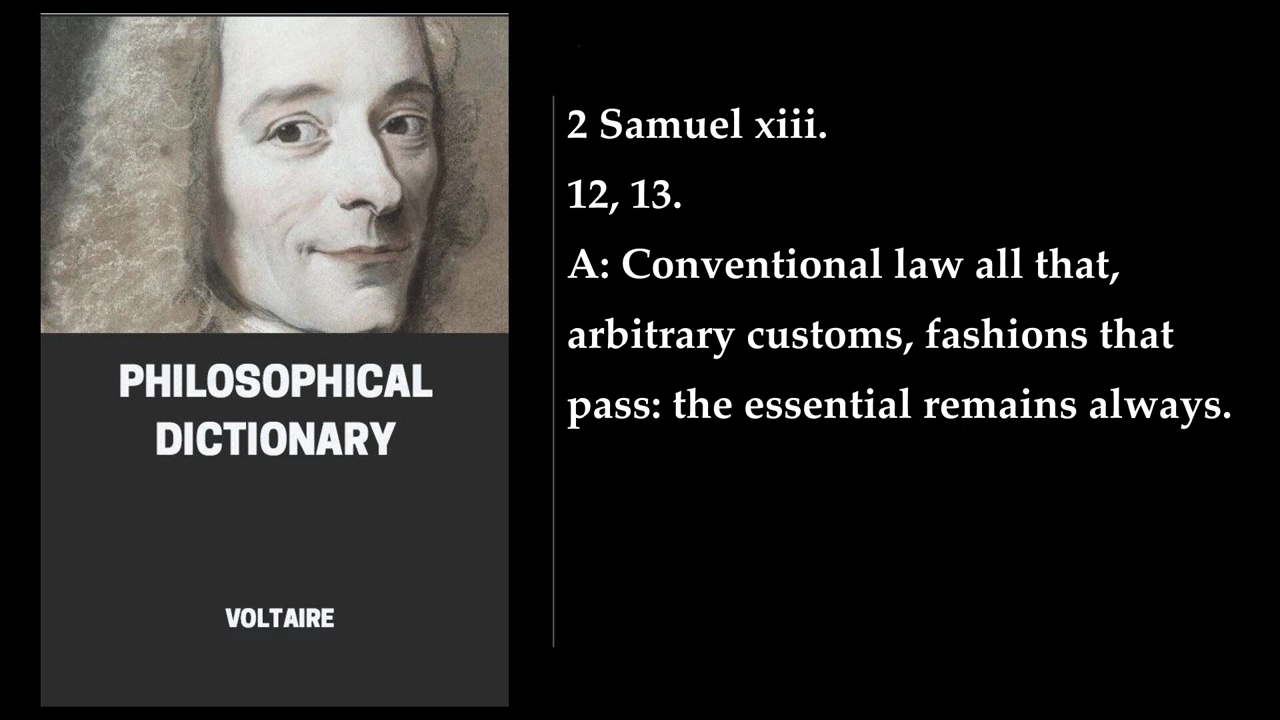 PHILOSOPHICAL
DICTIONARY
VOLTAIRE
2 Samuel xiii.
12, 13.
A: Conventional law all that,
arbitrary customs, fashions that
pass: the essential remains always.